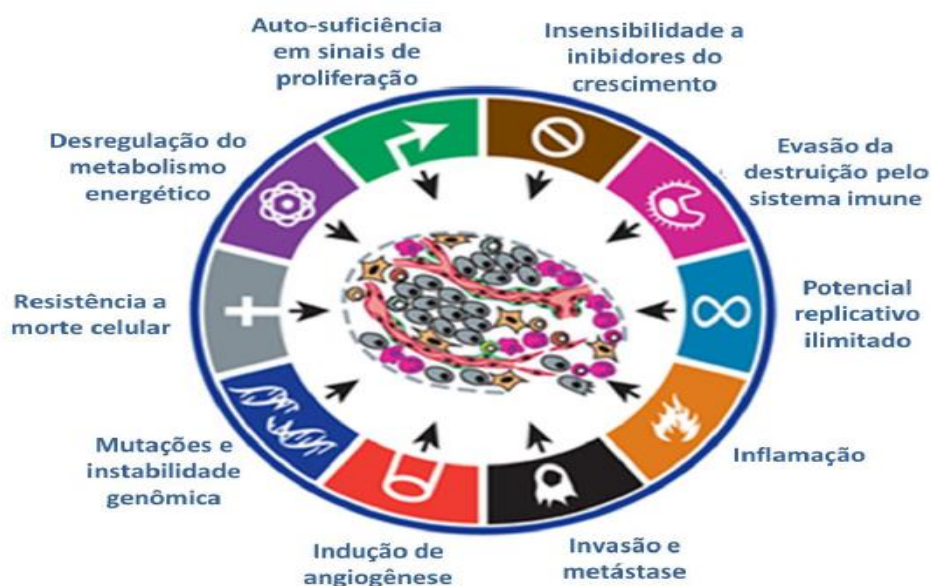 Auto-suficiência
em sinais de
proliferação
Insensibilidade a
inibidores do
crescimento
Evasão da
destruição pelo
sistema imune
Potencial
replicativo
ilimitado
Inflamação
Invasão e
metástase
Indução de
angiogênese
Mutações e
instabilidade
genômica
Resistência a
morte celular
Desregulação do
metabolismo
energético